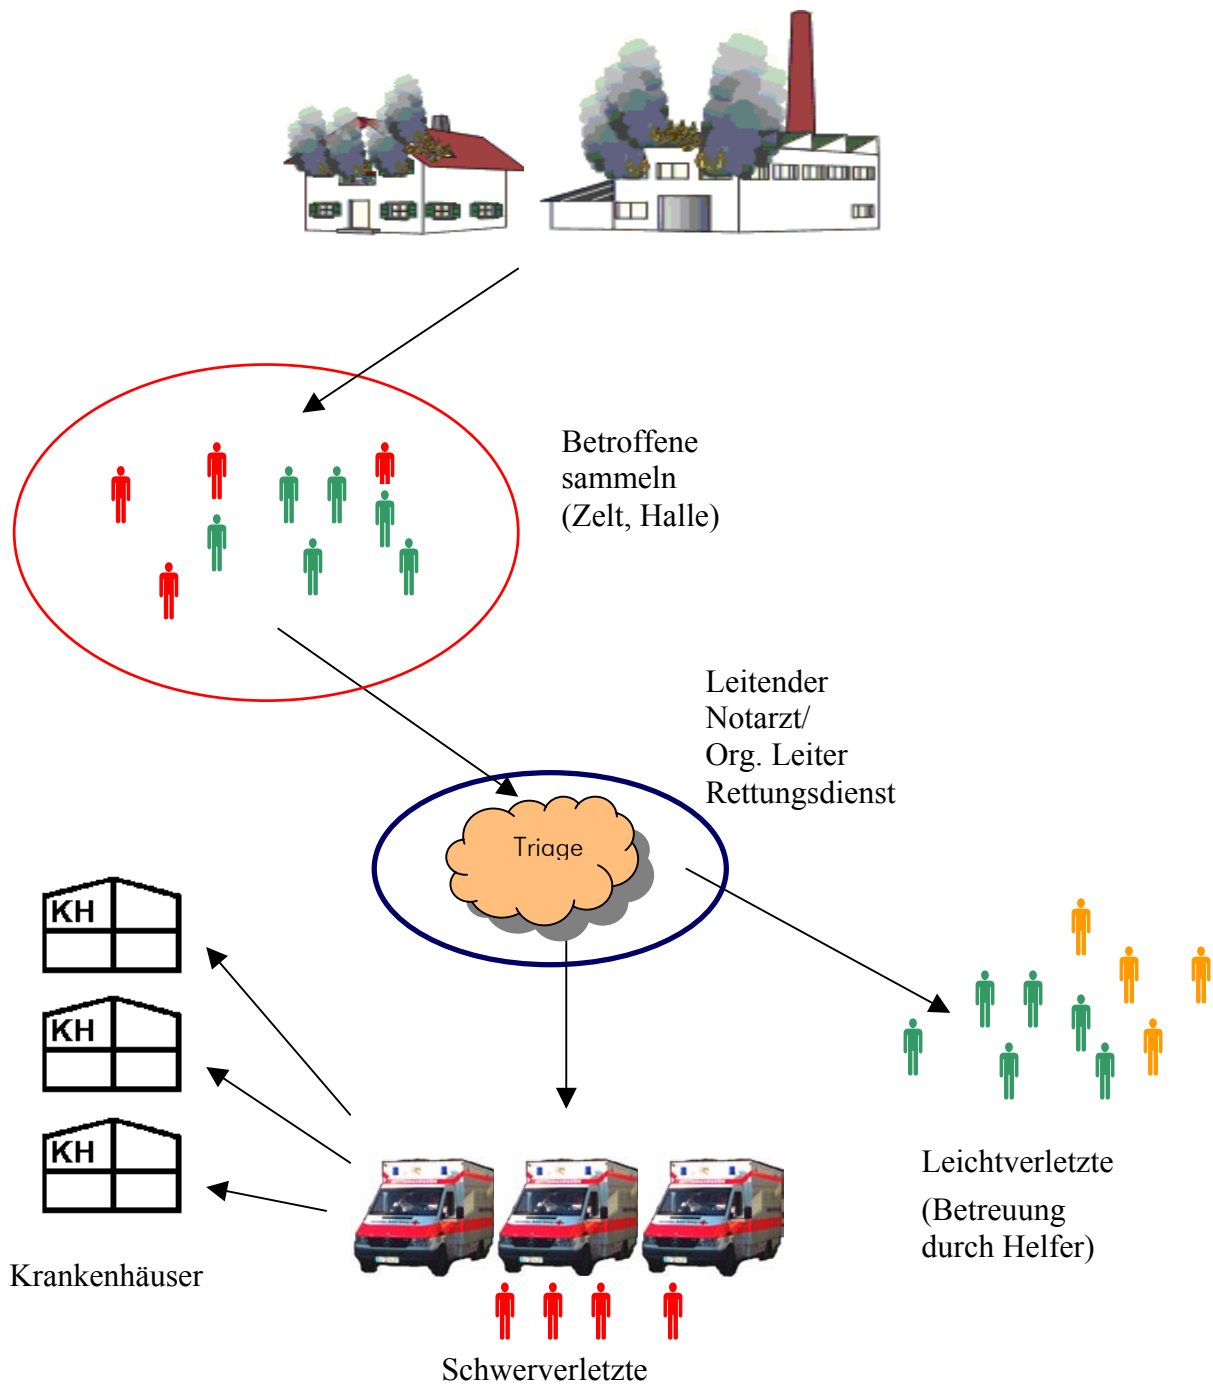 Betroffene
sammeln
(Zelt, Halle)
Leitender
Notarzt/
Org. Leiter
Rettungsdienst
Triage
KH
KH
KH
Krankenhäuser
Leichtverletzte
(Betreuung
durch Helfer)
Schwerverletzte